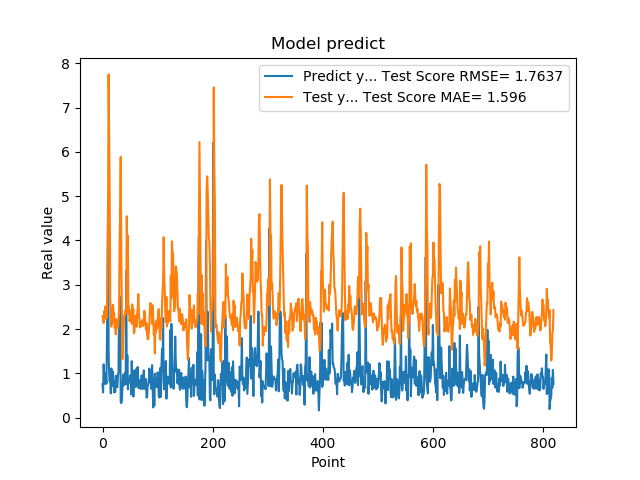 Model predict
Predict y... Test Score RMSE= 1.7637
Test y... Test Score MAE= 1.596
Real value
8
7
6
5
4
3
2
1
0
0 200 400 600 800
Point